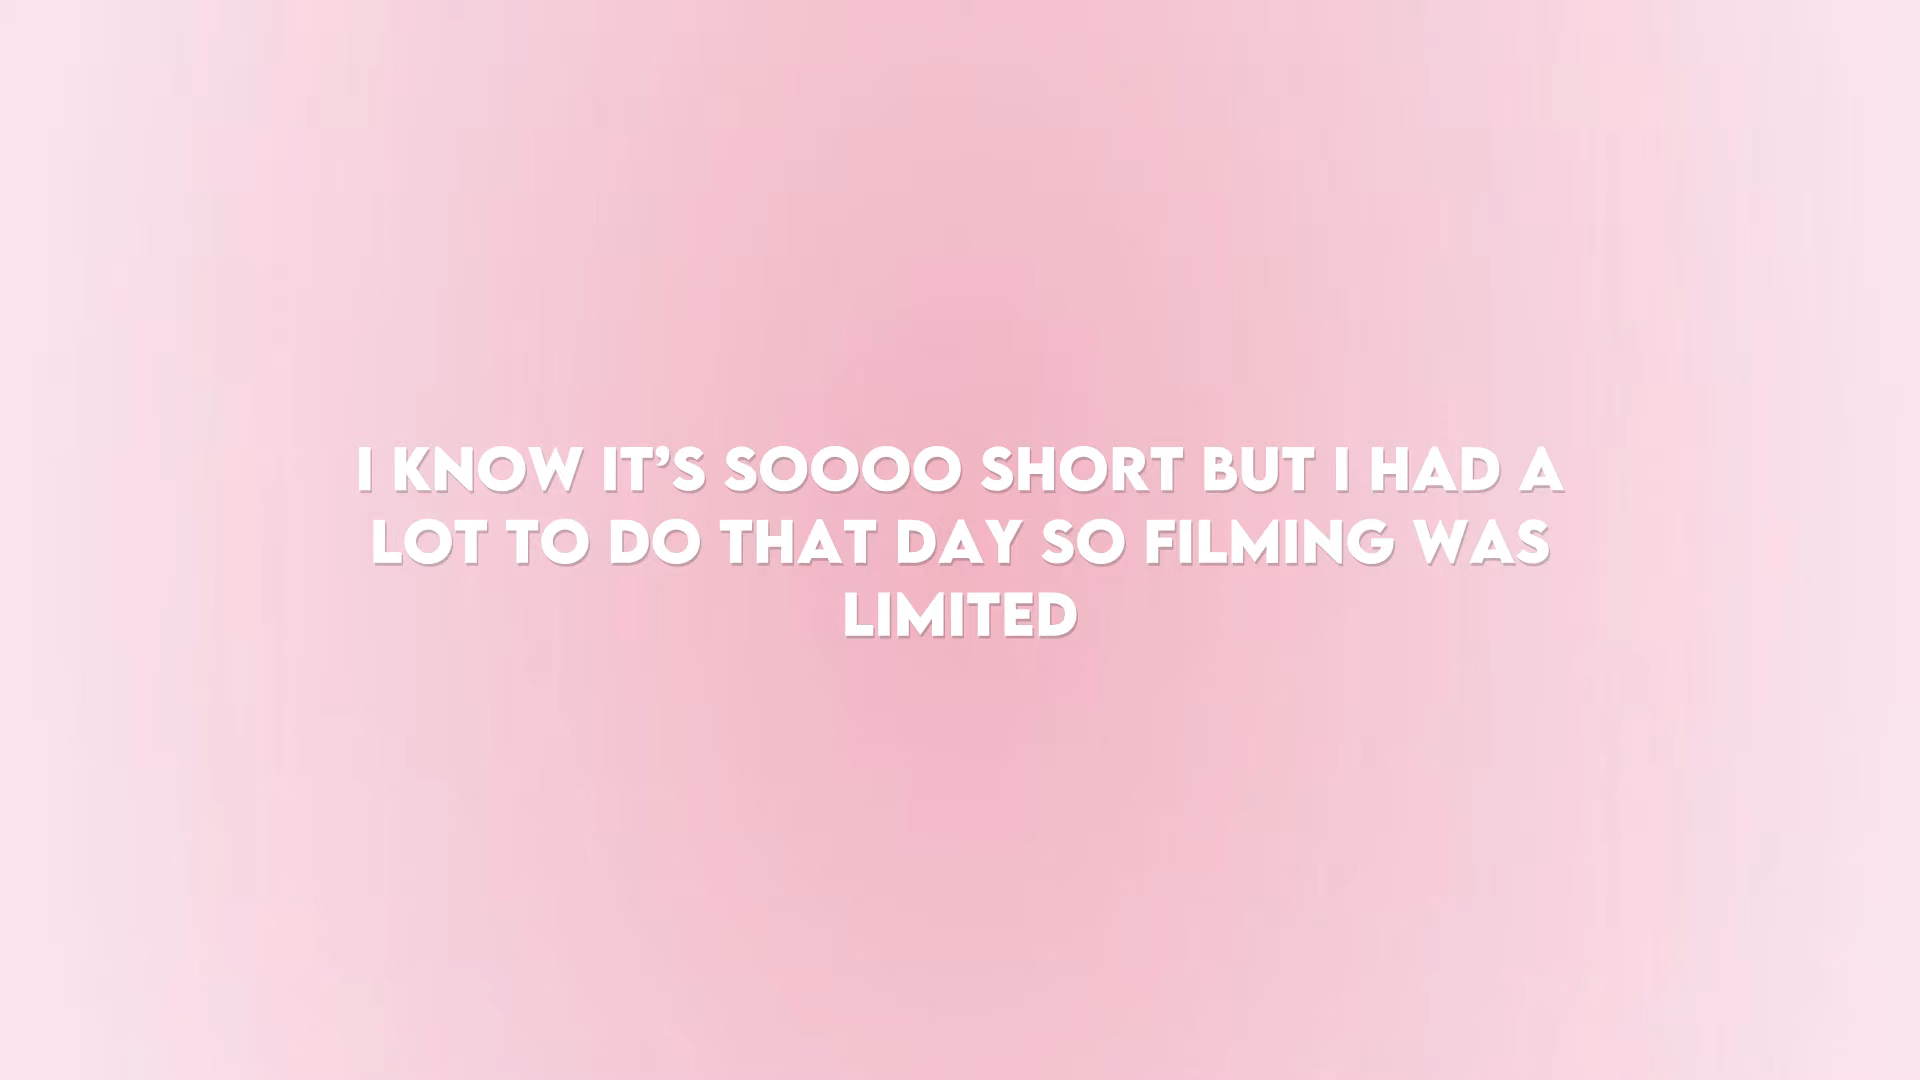 I KNOW IT’S SOOOO SHORT BUT I HAD A
LOT TO DO THAT DAY SO FILMING WAS
LIMITED